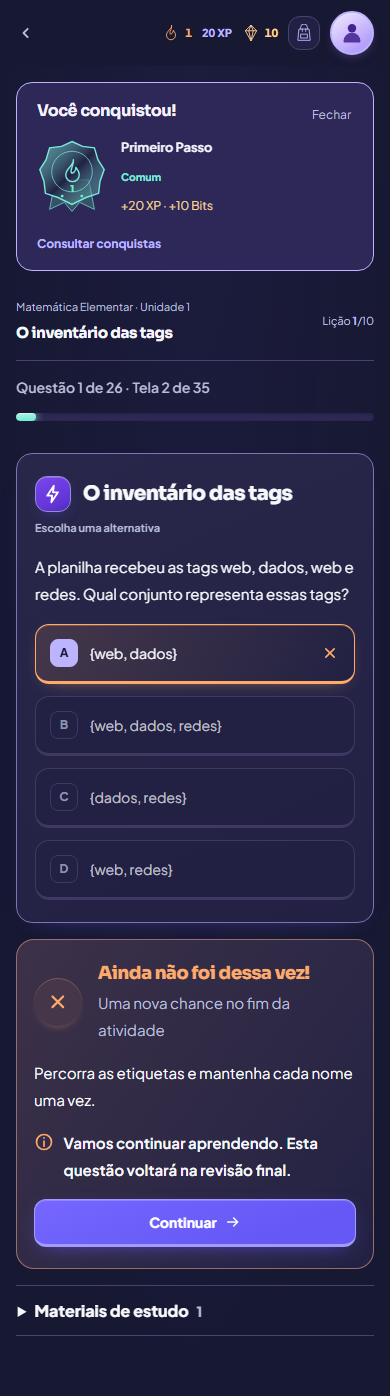 1 20 XP 10
Você conquistou!
Fechar
1
Primeiro Passo
Comum
+20 XP · +10 Bits
Consultar conquistas
Matemática Elementar · Unidade 1
O inventário das tags
Lição 1/10
Questão 1 de 26 · Tela 2 de 35
O inventário das tags
Escolha uma alternativa
A planilha recebeu as tags web, dados, web e
redes. Qual conjunto representa essas tags?
A {web, dados}
B {web, dados, redes}
C {dados, redes}
D {web, redes}
Ainda não foi dessa vez!
Uma nova chance no fim da
atividade
Percorra as etiquetas e mantenha cada nome
uma vez.
Vamos continuar aprendendo. Esta
questão voltará na revisão final.
Continuar →
Materiais de estudo 1